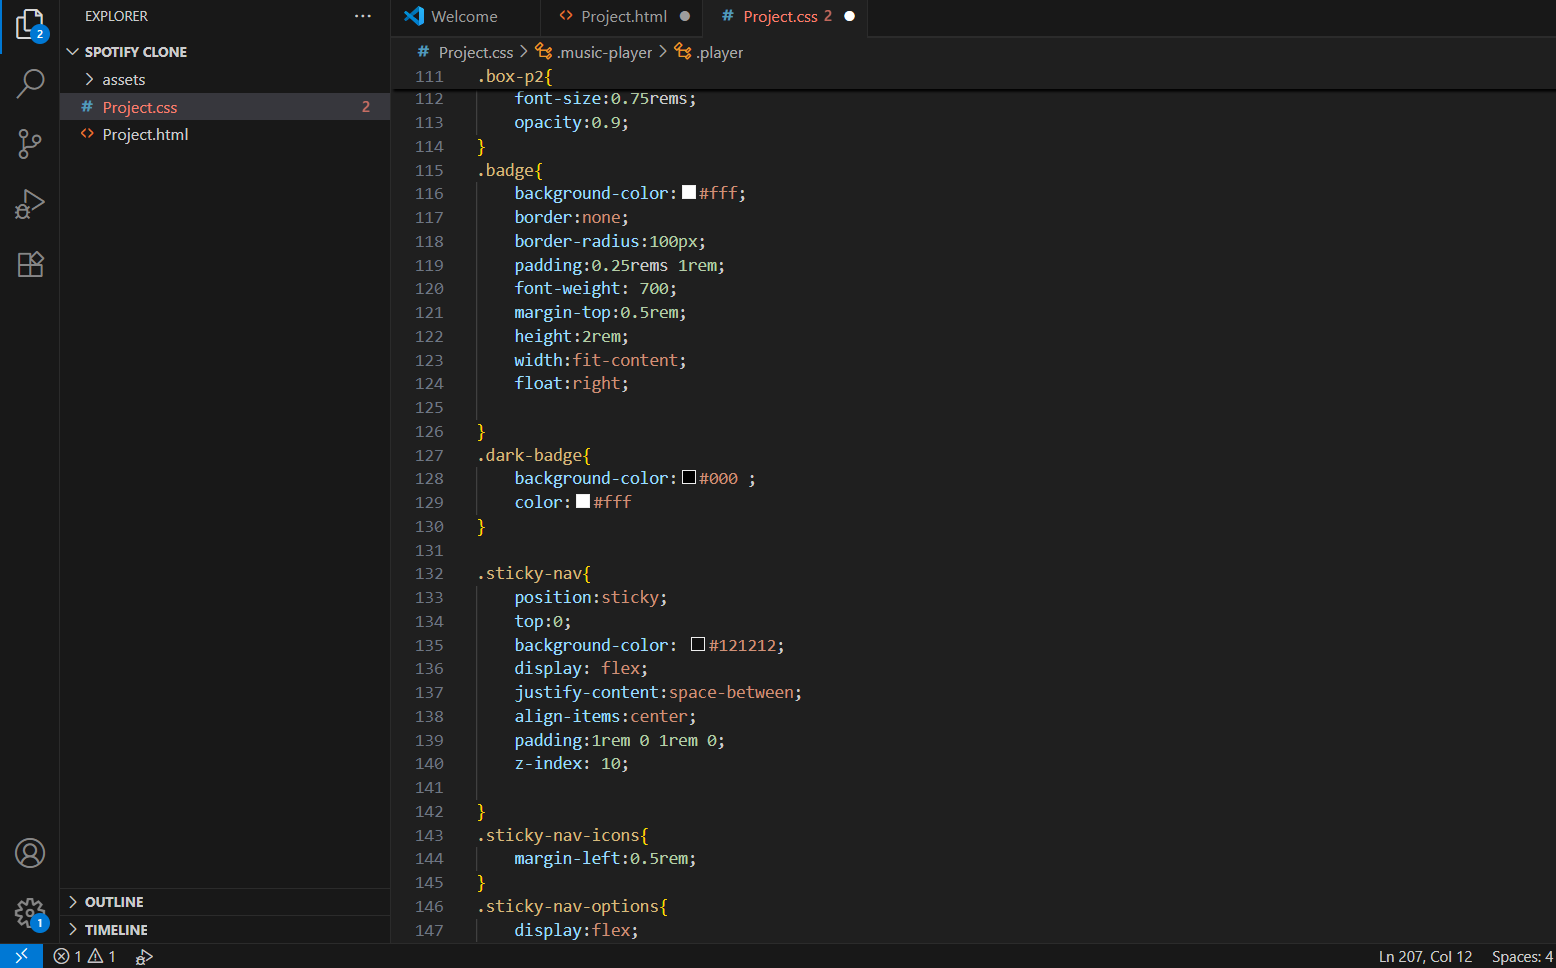 EXPLORER
SPOTIFY CLONE
assets
# Project.css 2
<> Project.html
OUTLINE
TIMELINE
2
1
Welcome
<> Project.html
# Project.css 2
# Project.css > .music-player > .player
111 .box-p2{
112 font-size:0.75rems;
113 opacity:0.9;
114 }
115 .badge{
116 background-color:#fff;
117 border:none;
118 border-radius:100px;
119 padding:0.25rems 1rem;
120 font-weight: 700;
121 margin-top:0.5rem;
122 height:2rem;
123 width:fit-content;
124 float:right;
125
126 }
127 .dark-badge{
128 background-color:#000 ;
129 color:#fff
130 }
131
132 .sticky-nav{
133 position:sticky;
134 top:0;
135 background-color: #121212;
136 display: flex;
137 justify-content:space-between;
138 align-items:center;
139 padding:1rem 0 1rem 0;
140 z-index: 10;
141
142 }
143 .sticky-nav-icons{
144 margin-left:0.5rem;
145 }
146 .sticky-nav-options{
147 display:flex;
1 1
Ln 207, Col 12 Spaces: 4